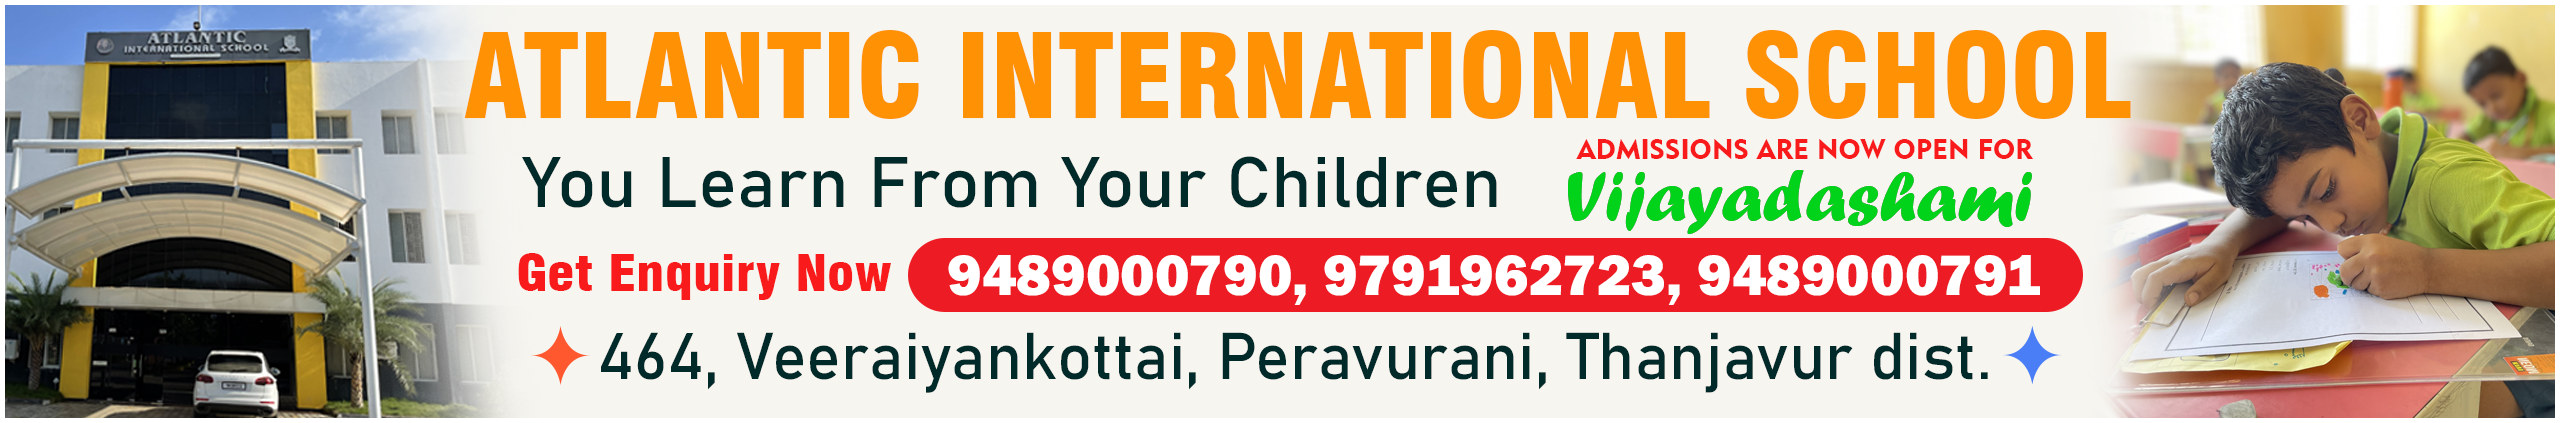 ATLANTIC
INTERNATIONAL SCHOOL
ATLANTIC INTERNATIONAL SCHOOL
You Learn From Your Children
ADMISSIONS ARE NOW OPEN FOR
Vijayadashami
Get Enquiry Now 9489000790, 9791962723, 9489000791
464, Veeraiyankottai, Peravurani, Thanjavur dist.